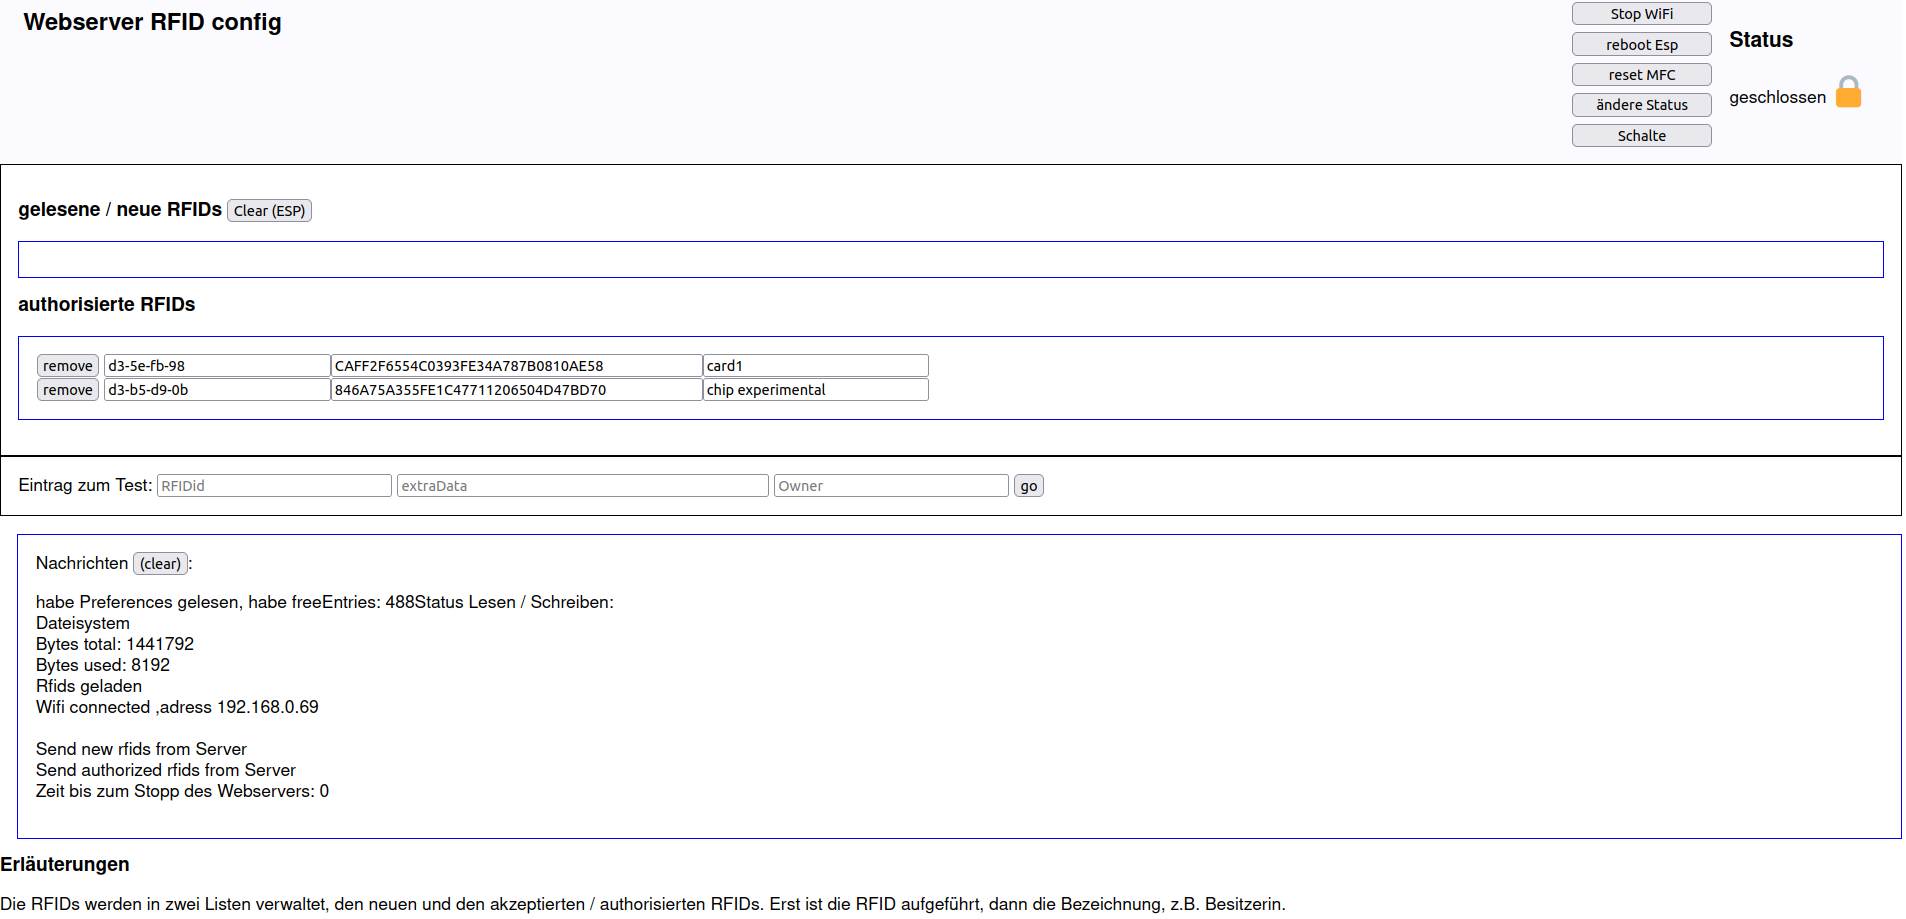 Webserver RFID config
Stop WiFi
reboot Esp
reset MFC
ändere Status
Schalte
Status
geschlossen
gelesene / neue RFIDs Clear (ESP)
authorisierte RFIDs
remove d3-5e-fb-98 CAFF2F6554C0393FE34A787B0810AE58 card1
remove d3-b5-d9-0b 846A75A355FE1C47711206504D47BD70 chip experimental
Eintrag zum Test: RFIDid extraData Owner go
Nachrichten (clear):
habe Preferences gelesen, habe freeEntries: 488Status Lesen / Schreiben:
Dateisystem
Bytes total: 1441792
Bytes used: 8192
Rfids geladen
Wifi connected ,adress 192.168.0.69
Send new rfids from Server
Send authorized rfids from Server
Zeit bis zum Stopp des Webservers: 0
Erläuterungen
Die RFIDs werden in zwei Listen verwaltet, den neuen und den akzeptierten / authorisierten RFIDs. Erst ist die RFID aufgeführt, dann die Bezeichnung, z.B. Besitzerin.